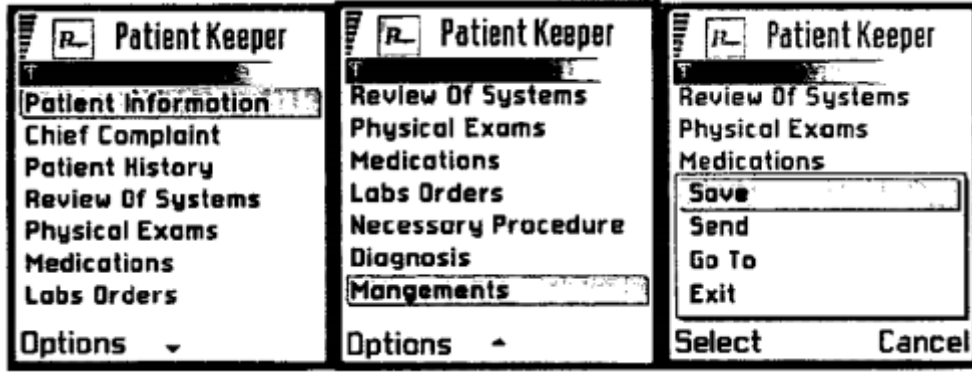 Patient Keeper
Patient Information
Chief Complaint
Patient History
Review Of Systems
Physical Exams
Medications
Labs Orders
Options
Patient Keeper
Review Of Systems
Physical Exams
Medications
Labs Orders
Necessary Procedure
Diagnosis
Mangements
Options
Patient Keeper
Review Of Systems
Physical Exams
Medications
Save
Send
Go To
Exit
Select Cancel